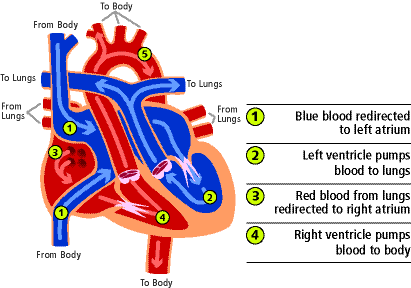 To Body
From Body
5
To Lungs
To Lungs
From
Lungs
From
Lungs
1
3
2
1
4
From Body
To Body
1 Blue blood redirected
to left atrium
2 Left ventricle pumps
blood to lungs
3 Red blood from lungs
redirected to right atrium
4 Right ventricle pumps
blood to body